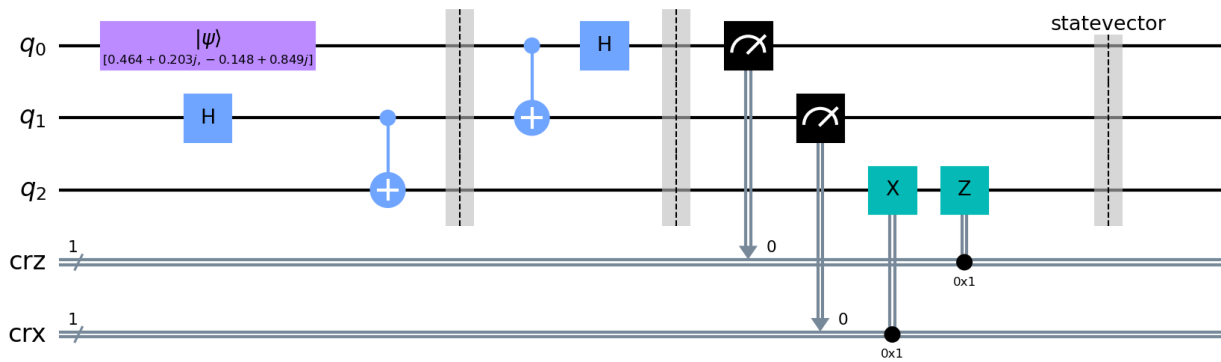 statevector
q0 |ψ⟩ H
[0.464 + 0.203j, − 0.148 + 0.849j]
q1 H
q2 X Z
crz 1 0
0x1
crx 1 0
0x1